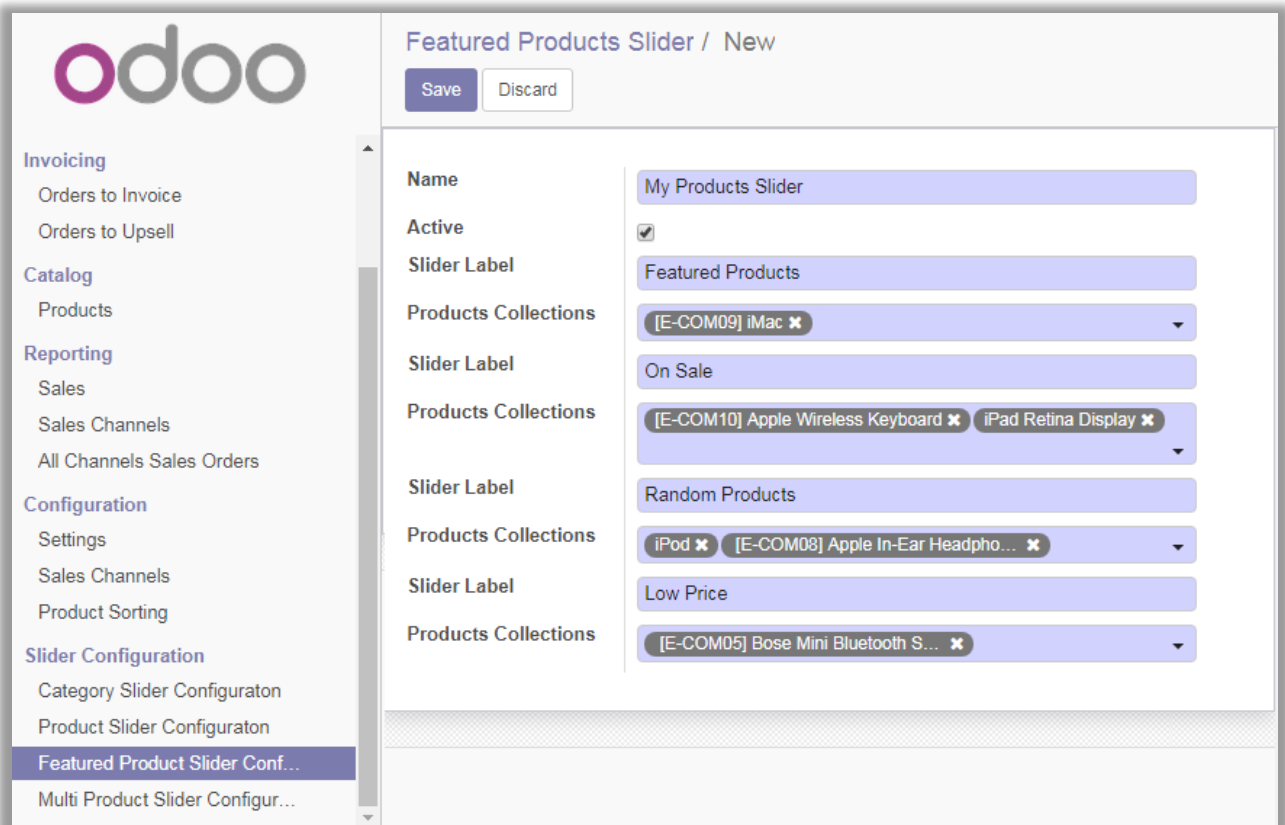 odoo
Invoicing
Orders to Invoice
Orders to Upsell
Catalog
Products
Reporting
Sales
Sales Channels
All Channels Sales Orders
Configuration
Settings
Sales Channels
Product Sorting
Slider Configuration
Category Slider Configuraton
Product Slider Configuraton
Featured Product Slider Conf...
Multi Product Slider Configur...
Featured Products Slider / New
Save Discard
Name My Products Slider
Active
Slider Label Featured Products
Products Collections [E-COM09] iMac ✖
Slider Label On Sale
Products Collections [E-COM10] Apple Wireless Keyboard ✖ iPad Retina Display ✖
Slider Label Random Products
Products Collections iPod ✖ [E-COM08] Apple In-Ear Headpho... ✖
Slider Label Low Price
Products Collections [E-COM05] Bose Mini Bluetooth S... ✖